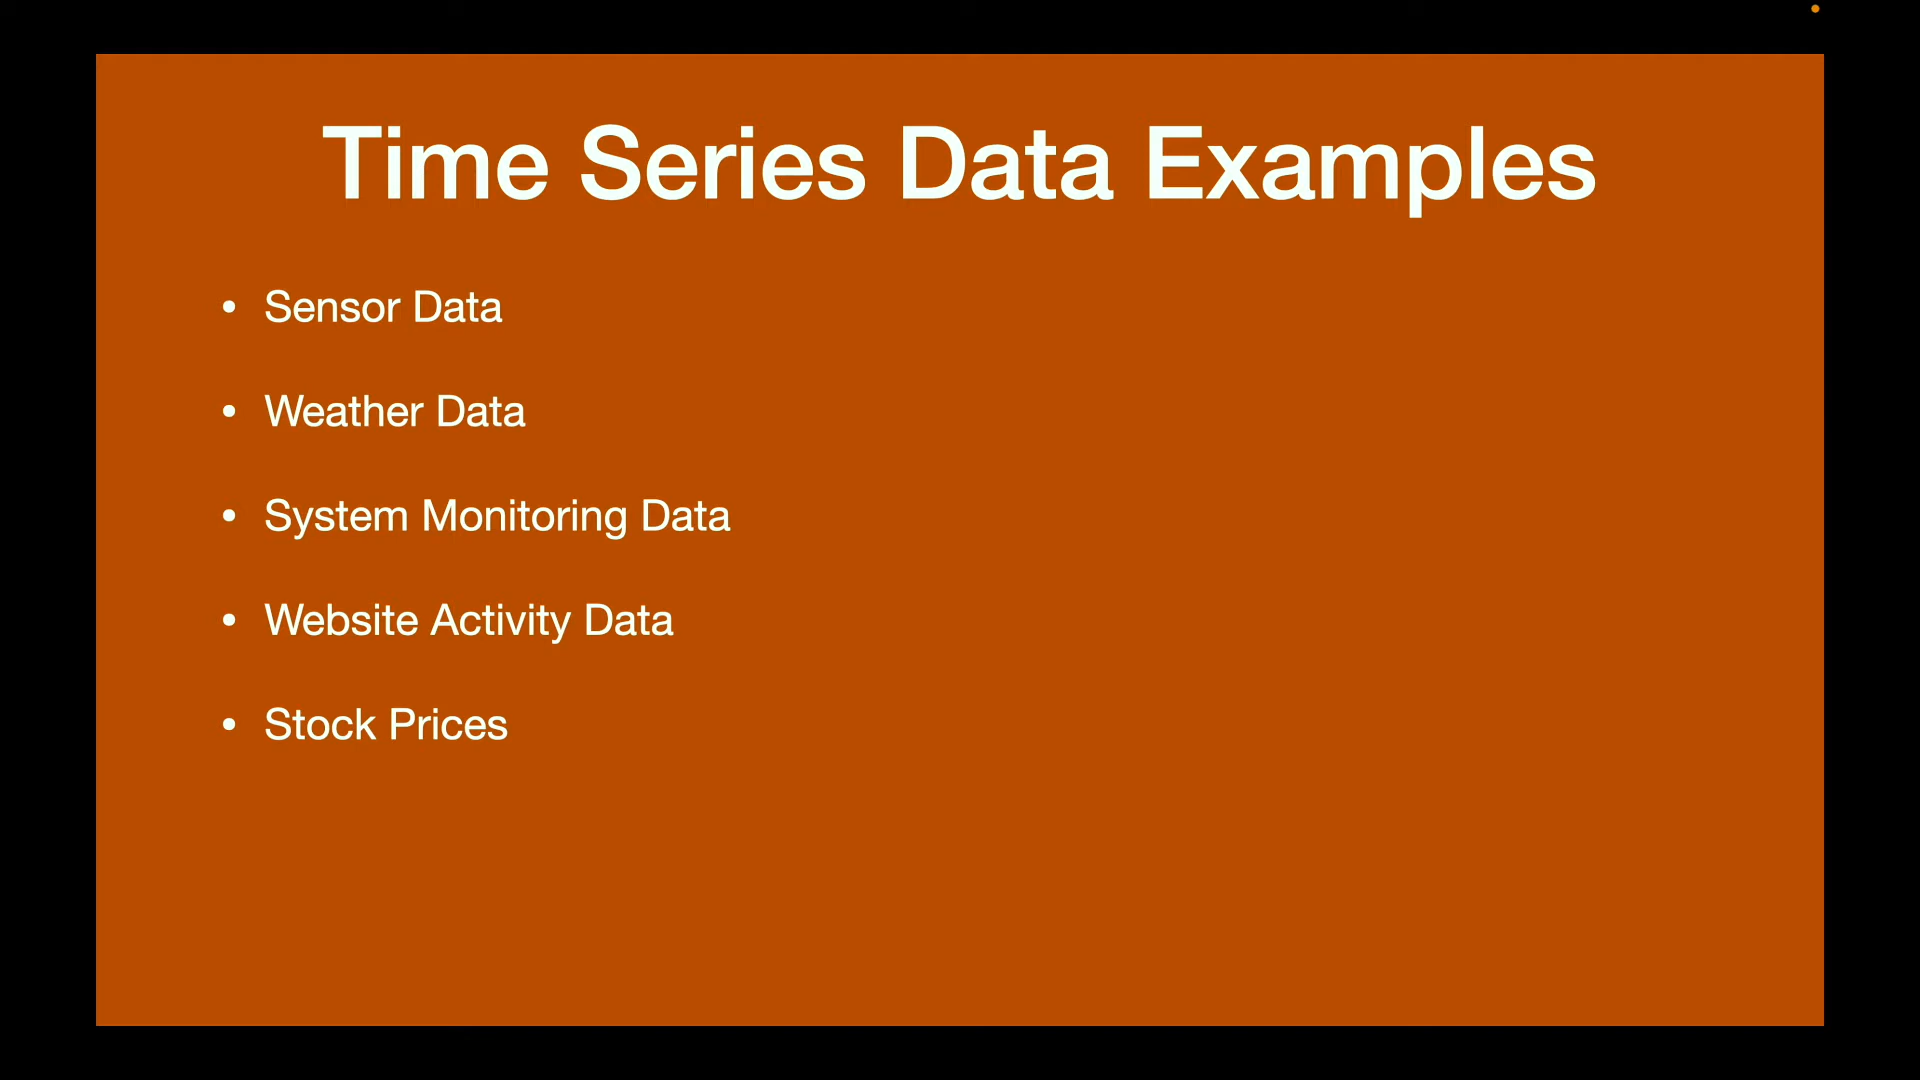 Time Series Data Examples
• Sensor Data
• Weather Data
• System Monitoring Data
• Website Activity Data
• Stock Prices